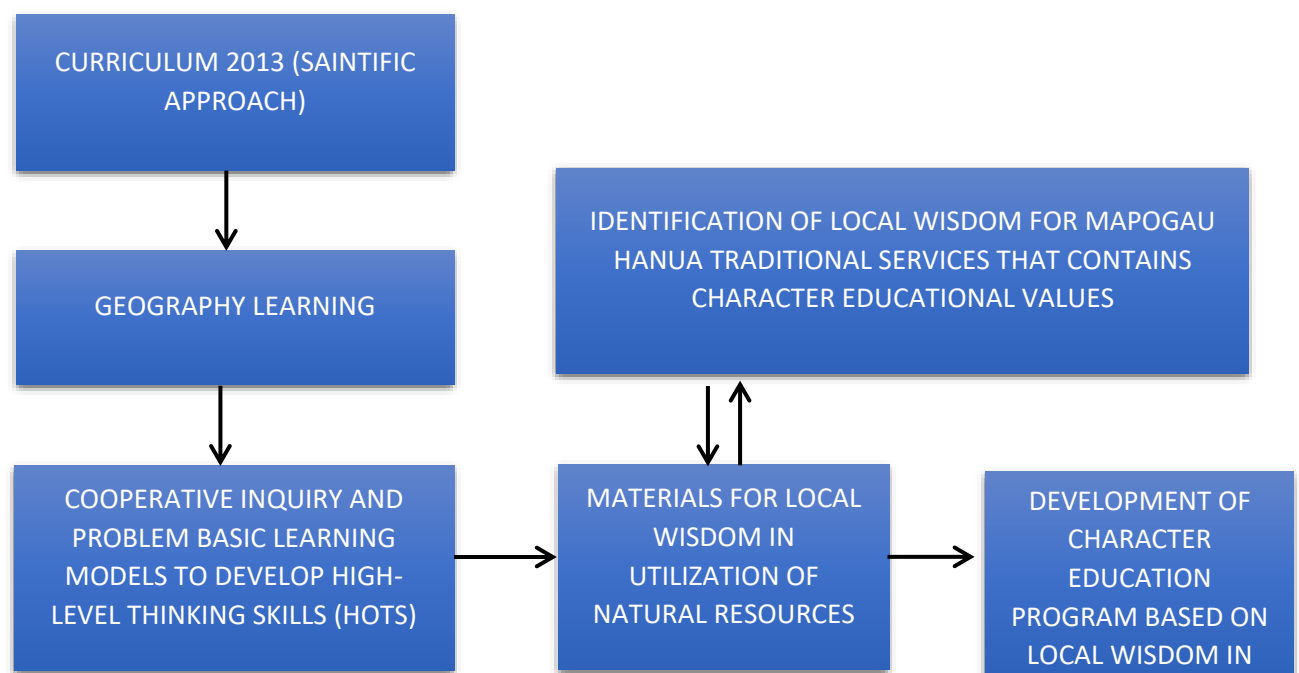 CURRICULUM 2013 (SAINTIFIC
APPROACH)
GEOGRAPHY LEARNING
IDENTIFICATION OF LOCAL WISDOM FOR MAPOGAU
HANUA TRADITIONAL SERVICES THAT CONTAINS
CHARACTER EDUCATIONAL VALUES
COOPERATIVE INQUIRY AND
PROBLEM BASIC LEARNING
MODELS TO DEVELOP HIGH-
LEVEL THINKING SKILLS (HOTS)
MATERIALS FOR LOCAL
WISDOM IN
UTILIZATION OF
NATURAL RESOURCES
DEVELOPMENT OF
CHARACTER
EDUCATION
PROGRAM BASED ON
LOCAL WISDOM IN